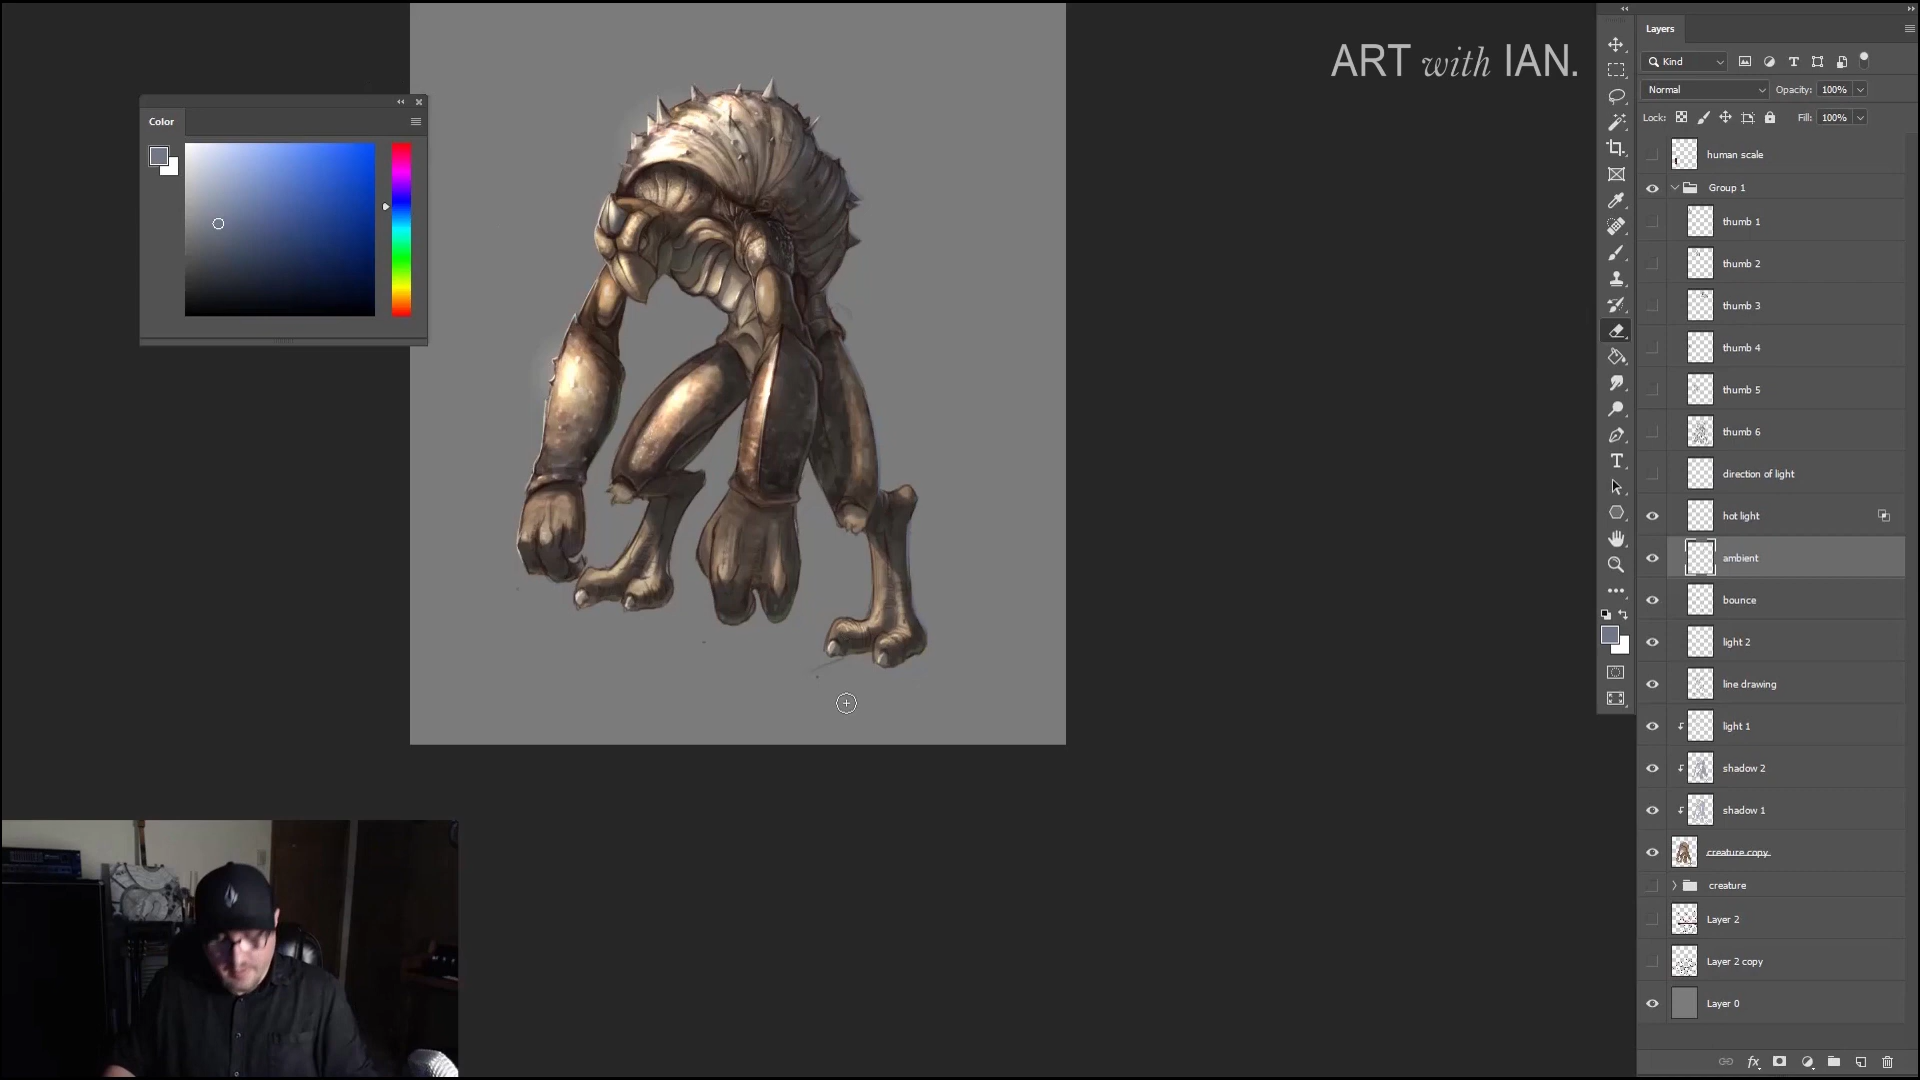 ART with IAN.
Color
Layers
Kind
Normal
Opacity: 100%
Lock:
Fill: 100%
human scale
Group 1
thumb 1
thumb 2
thumb 3
thumb 4
thumb 5
thumb 6
direction of light
hot light
ambient
bounce
light 2
line drawing
light 1
shadow 2
shadow 1
creature copy
creature
Layer 2
Layer 2 copy
Layer 0